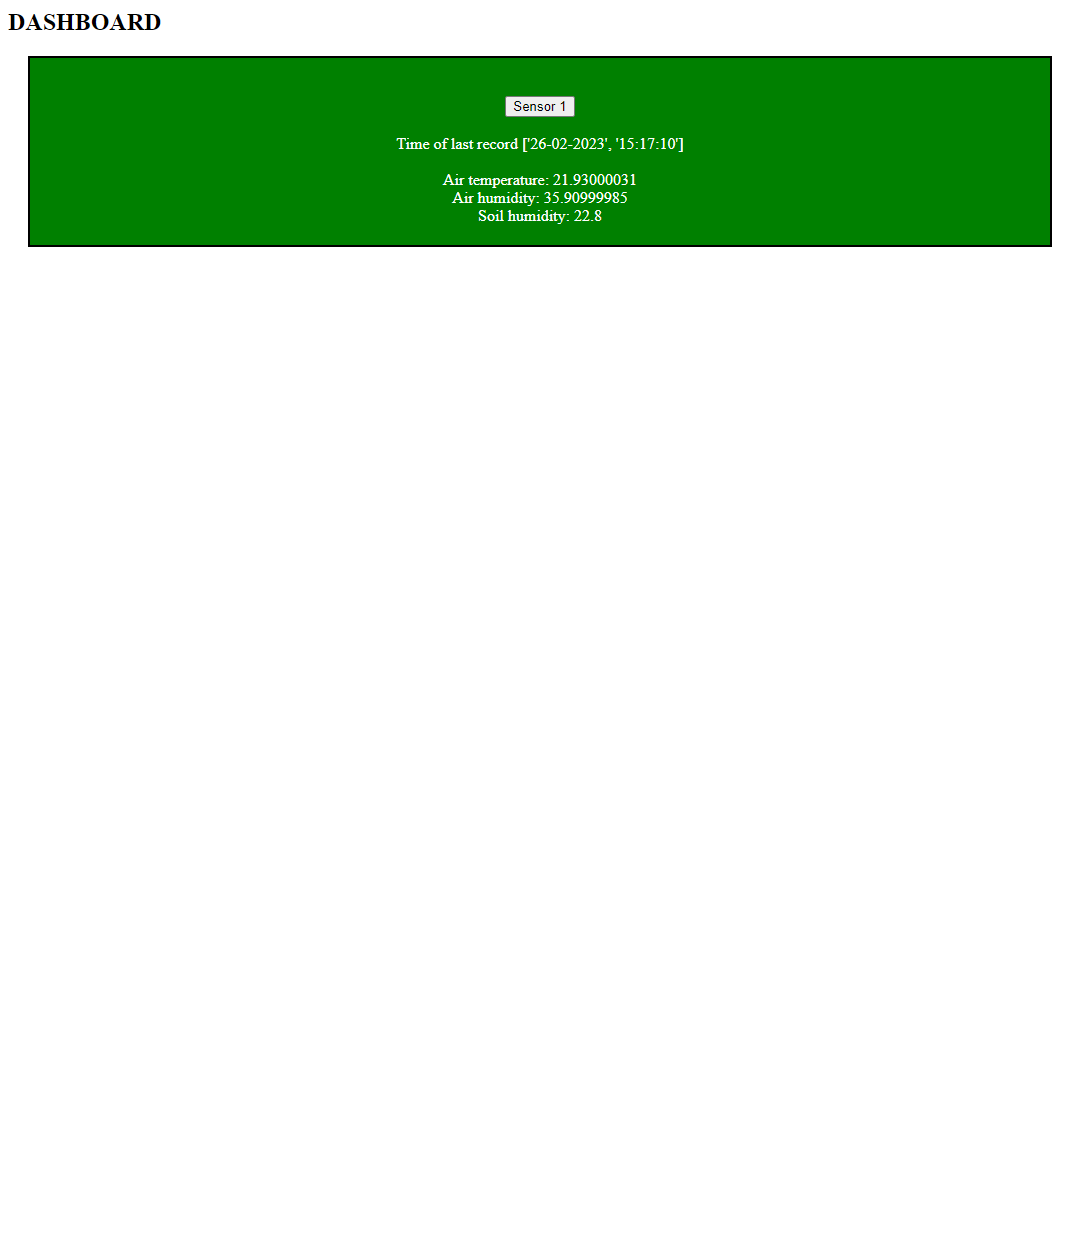 DASHBOARD
Sensor 1
Time of last record ['26-02-2023', '15:17:10']
Air temperature: 21.93000031
Air humidity: 35.90999985
Soil humidity: 22.8